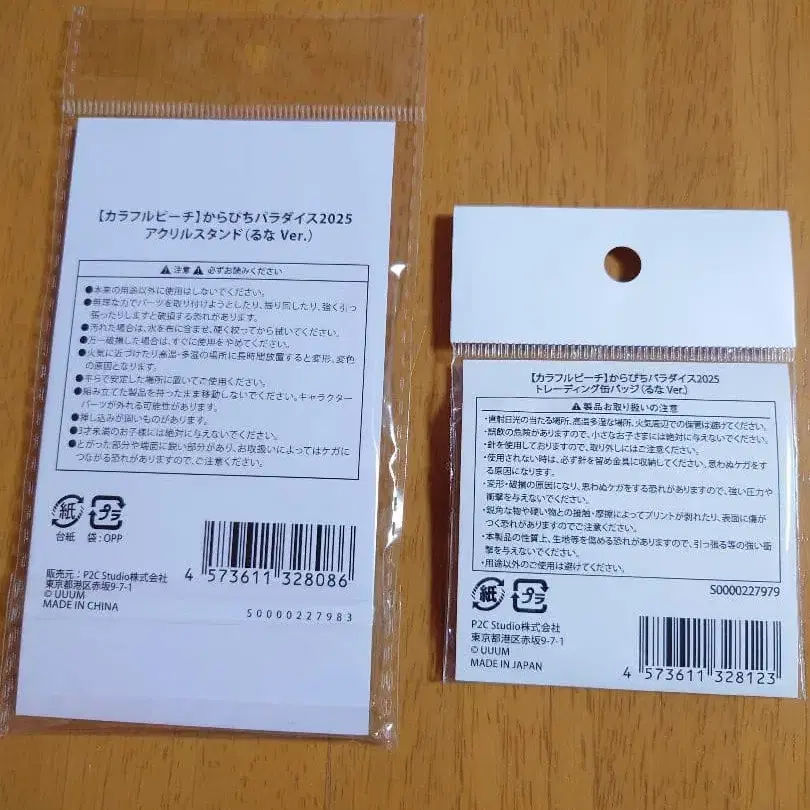 【カラフルピーチ】からぴちパラダイス2025
アクリルスタンド（るな Ver.）
⚠ 注意 ⚠ 必ずお読みください
●本来の用途以外に使用はしないでください。
●無理な力でパーツを取り付けようとしたり、振り回したり、強く引っ
張ったりしますと破損する恐れがあります。
●汚れた場合は、水を布に含ませ、硬く絞ってから拭いてください。
●万一破損した場合は、すぐに使用をやめてください。
●火気に近づけたり高温・多湿の場所に長時間放置すると変形、変色
の原因となります。
●平らで安定した場所に置いてご使用ください。
●組み立てた製品を持ったまま移動しないでください。キャラクター
パーツが外れる可能性があります。
●挿し込みが固いものがあります。
●3才未満のお子様には絶対に与えないでください。
●とがった部分や端面に鋭い部分があり、お取扱いによってはケガに
つながる恐れがありますので、ご注意ください。
紙 プラ
台紙 袋：OPP
販売元：P2C Studio株式会社
東京都港区赤坂9-7-1
© UUUM
MADE IN CHINA
4 573611 328086
S0000227983
【カラフルピーチ】からぴちパラダイス2025
トレーディング缶バッジ（るな Ver.）
⚠ 製品お取り扱いの注意
・直射日光の当たる場所、高温多湿な場所、火気周辺での保管は避けてください。
・誤飲の危険がありますので、小さなお子さまには絶対に与えないでください。
・針を使用しておりますので、取り外しにはご注意ください。
・使用されない時は、必ず針を留め金具に収納してください。思わぬケガをす
る原因になります。
・変形・破損の原因になり、思わぬケガをする恐れがありますので、強い圧力や
衝撃を与えないでください。
・鋭角な物や硬い物との接触・摩擦によってプリントが剥れたり、表面に傷が
つく恐れがありますのでご注意ください。
・本製品の性質上、生地等を傷める恐れがありますので、引っ張る等の強い衝
撃を与えないでください。
・用途以外のご使用は避けてください。
S0000227979
紙 プラ
P2C Studio株式会社
東京都港区赤坂9-7-1
© UUUM
MADE IN JAPAN
4 573611 328123